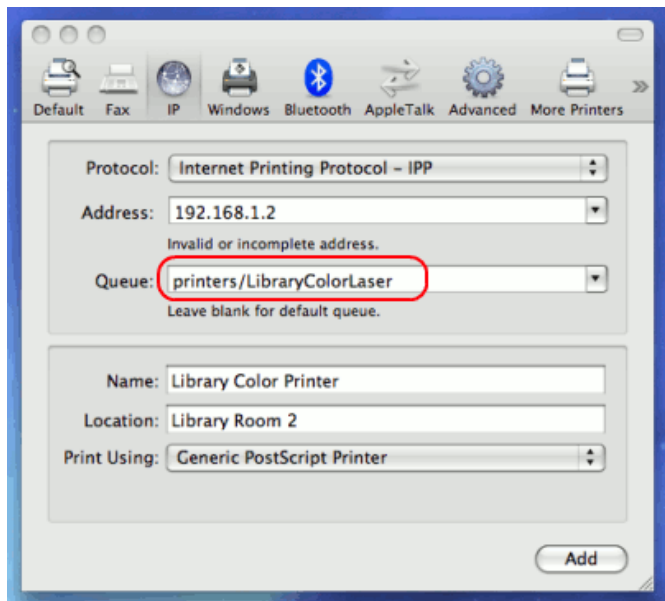 Default Fax IP Windows Bluetooth AppleTalk Advanced More Printers
Protocol: Internet Printing Protocol – IPP
Address: 192.168.1.2
Invalid or incomplete address.
Queue: printers/LibraryColorLaser
Leave blank for default queue.
Name: Library Color Printer
Location: Library Room 2
Print Using: Generic PostScript Printer
Add